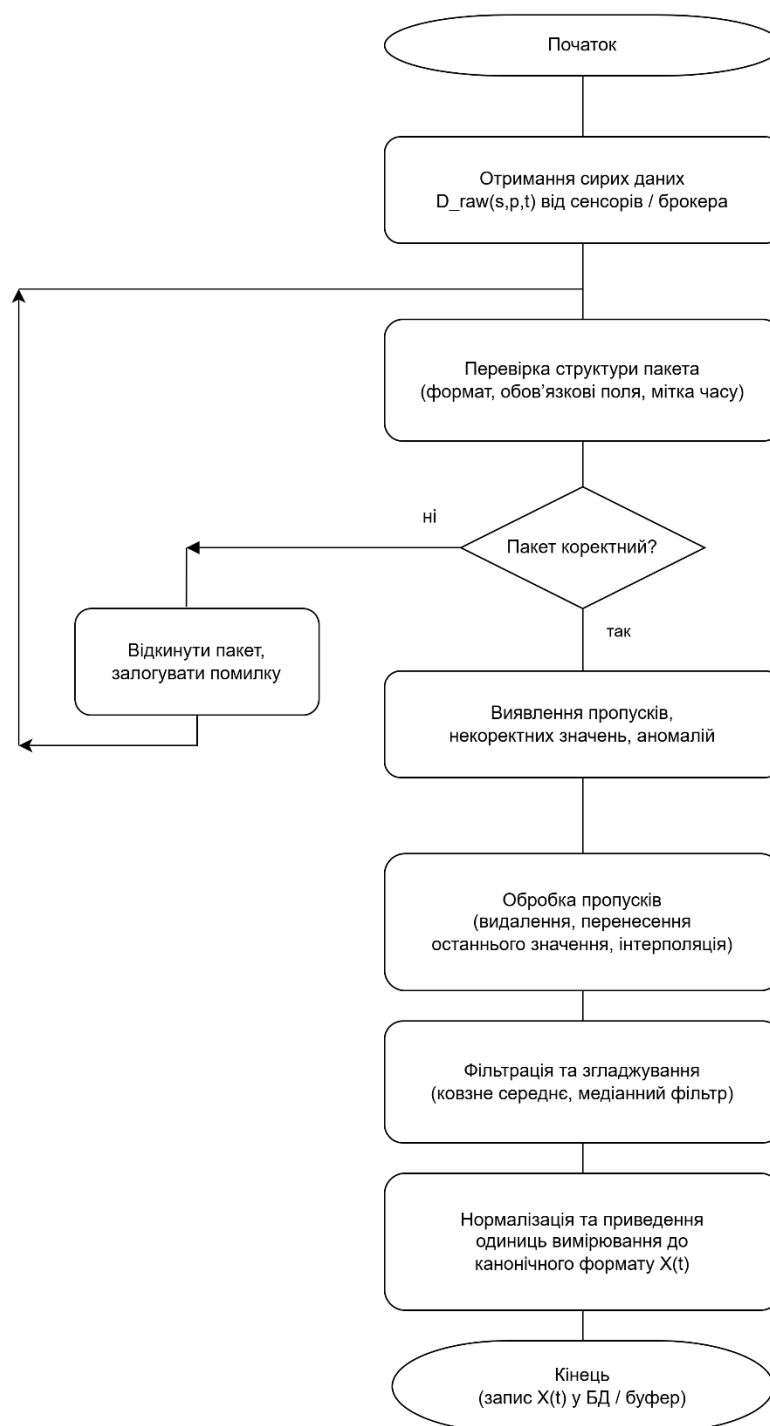 Початок
Отримання сирих даних
D_raw(s,p,t) від сенсорів / брокера
Перевірка структури пакета
(формат, обов’язкові поля, мітка часу)
ні
Пакет коректний?
Відкинути пакет,
залогувати помилку
так
Виявлення пропусків,
некоректних значень, аномалій
Обробка пропусків
(видалення, перенесення
останнього значення, інтерполяція)
Фільтрація та згладжування
(ковзне середнє, медіанний фільтр)
Нормалізація та приведення
одиниць вимірювання до
канонічного формату X(t)
Кінець
(запис X(t) у БД / буфер)